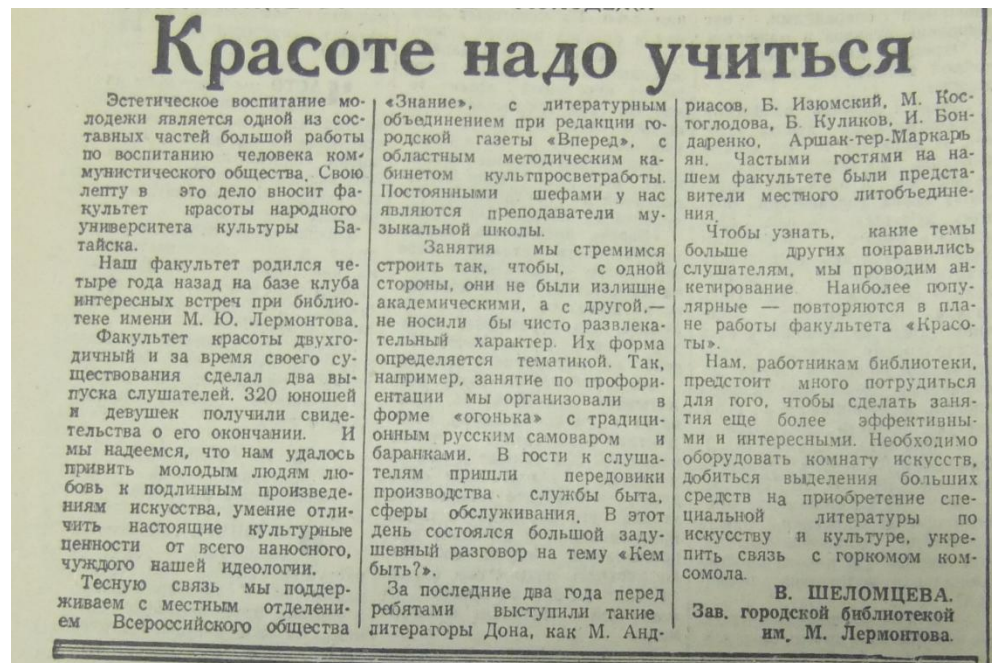 Красоте надо учиться
Эстетическое воспитание мо-
лодежи является одной из сос-
тавных частей большой работы
по воспитанию человека ком-
мунистического общества. Свою
лепту в это дело вносит фа-
культет красоты народного
университета культуры Ба-
тайска.
Наш факультет родился че-
тыре года назад на базе клуба
интересных встреч при библио-
теке имени М. Ю. Лермонтова.
Факультет красоты двухго-
дичный и за время своего су-
ществования сделал два вы-
пуска слушателей. 320 юношей
и девушек получили свиде-
тельства о его окончании. И
мы надеемся, что нам удалось
привить молодым людям лю-
бовь к подлинным произведе-
ниям искусства, умение отли-
чить настоящие культурные
ценности от всего наносного,
чуждого нашей идеологии.
Тесную связь мы поддер-
живаем с местным отделени-
ем Всероссийского общества
«Знание», с литературным
объединением при редакции го-
родской газеты «Вперед», с
областным методическим ка-
бинетом культпросветработы.
Постоянными шефами у нас
являются преподаватели му-
зыкальной школы.
Занятия мы стремимся
строить так, чтобы, с одной
стороны, они не были излишне
академическими, а с другой,—
не носили бы чисто развлека-
тельный характер. Их форма
определяется тематикой. Так,
например, занятие по профори-
ентации мы организовали в
форме «огонька» с традици-
онным русским самоваром и
баранками. В гости к слуша-
телям пришли передовики
производства службы быта,
сферы обслуживания. В этот
день состоялся большой заду-
шевный разговор на тему «Кем
быть?».
За последние два года перед
ребятами выступили такие
литераторы Дона, как М. Анд-
риасов, Б. Изюмский, М. Кос-
тоглодова, Б. Куликов, И. Бон-
даренко, Аршак-тер-Маркарь
ян. Частыми гостями на на-
шем факультете были предста-
вители местного литобъедине-
ния.
Чтобы узнать, какие темы
больше других понравились
слушателям, мы проводим ан-
кетирование. Наиболее попу-
лярные — повторяются в пла-
не работы факультета «Красо-
ты».
Нам, работникам библиотеки,
предстоит много потрудиться
для того, чтобы сделать заня-
тия еще более эффективны-
ми и интересными. Необходимо
оборудовать комнату искусств,
добиться выделения больших
средств на приобретение спе-
циальной литературы по
искусству и культуре, укре-
пить связь с горкомом ком-
сомола.
В. ШЕЛОМЦЕВА.
Зав. городской библиотекой
им. М. Лермонтова.